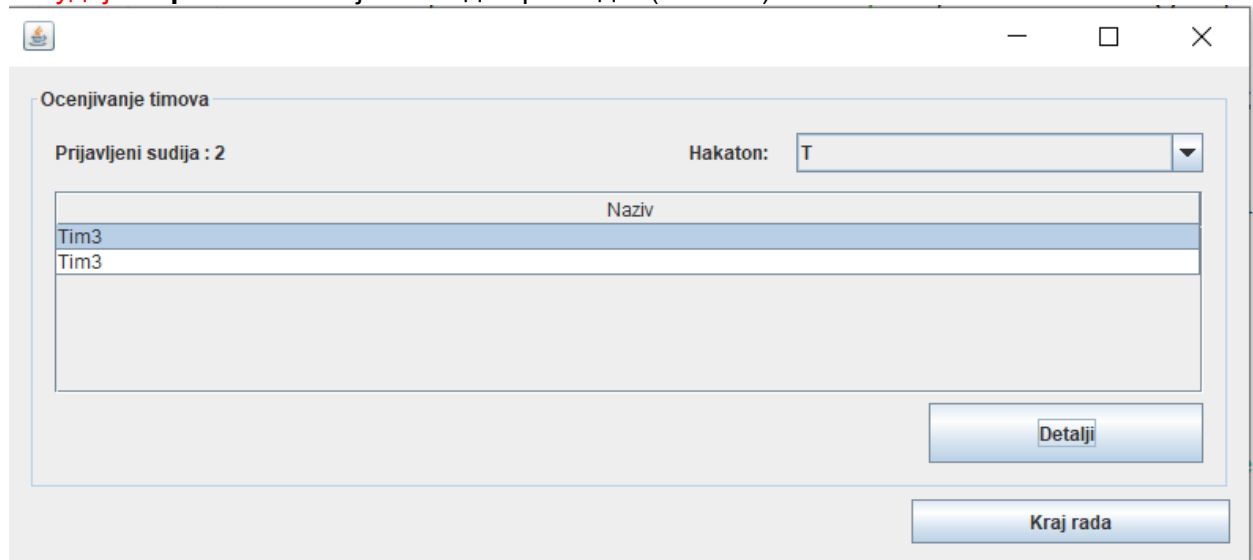 Ocenjivanje timova
Prijavljeni sudija : 2 Hakaton: T
Naziv
Tim3
Tim3
Detalji
Kraj rada